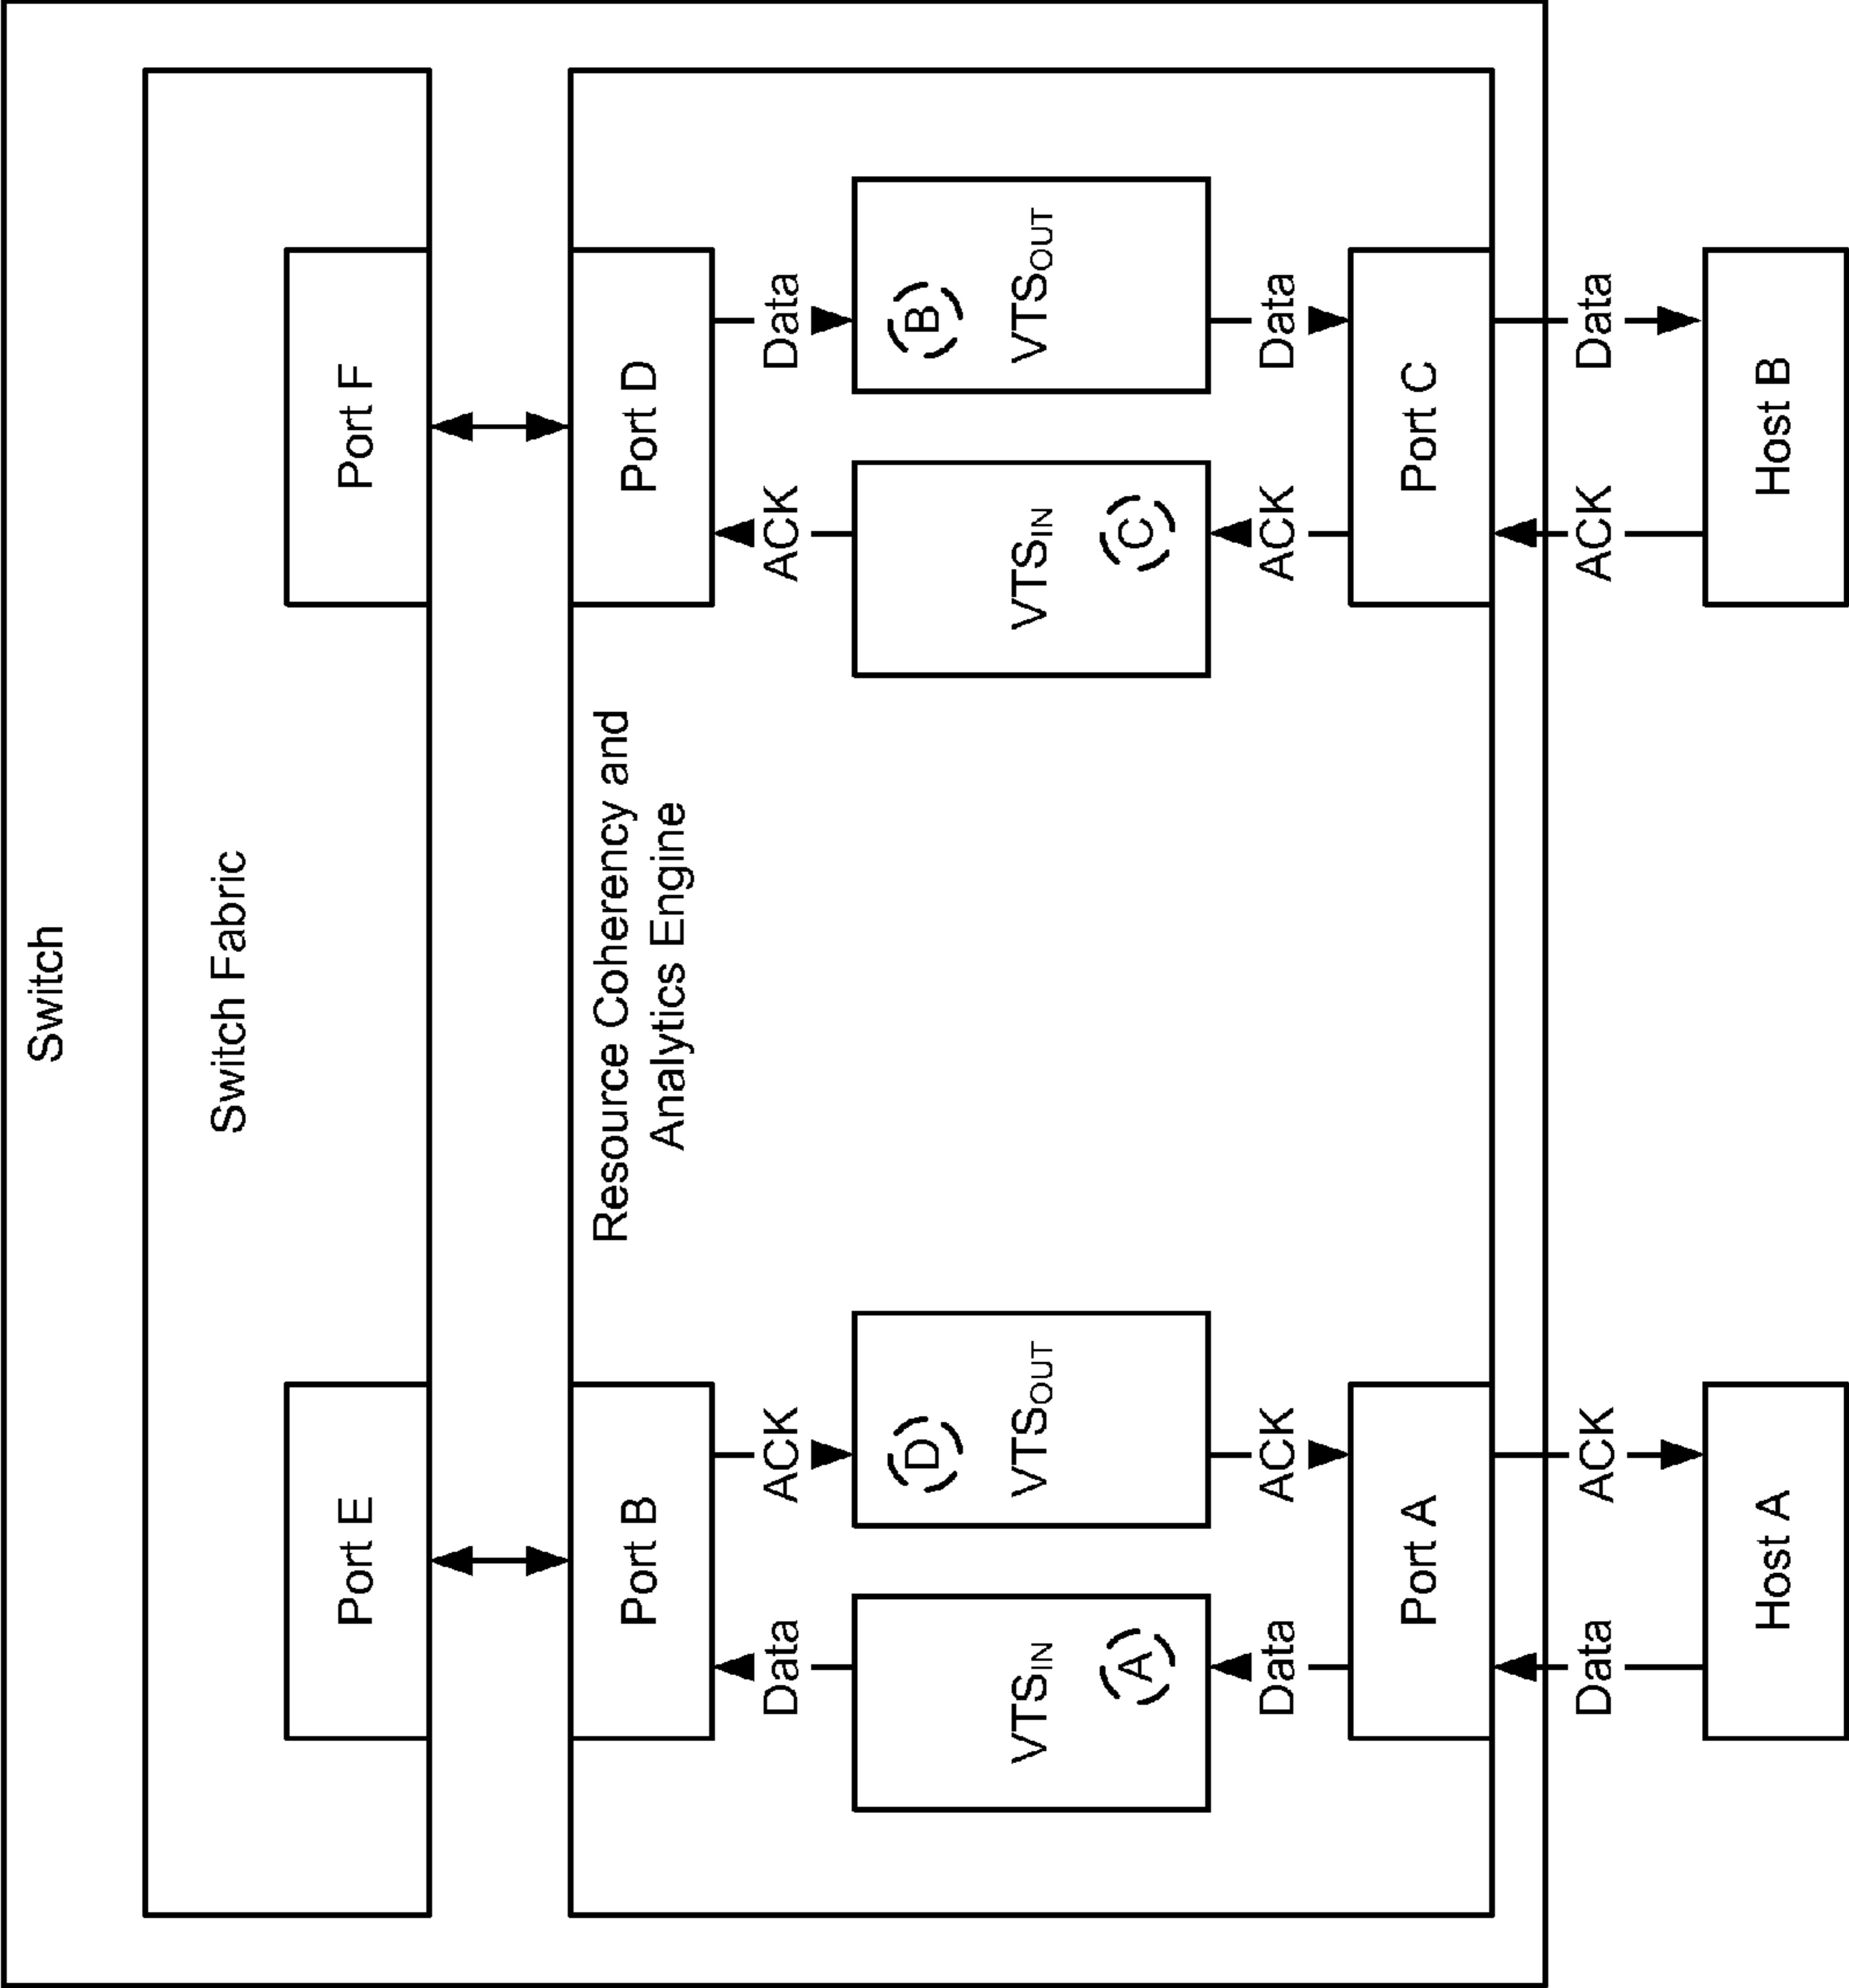 Switch
Switch Fabric
Port E
Port F
Resource Coherency and
Analytics Engine
Port B
Port D
Data
ACK
ACK
Data
D
B
VTSIN
VTSOUT
VTSIN
VTSOUT
A
C
Data
ACK
ACK
Data
Port A
Port C
Data
ACK
ACK
Data
Host A
Host B